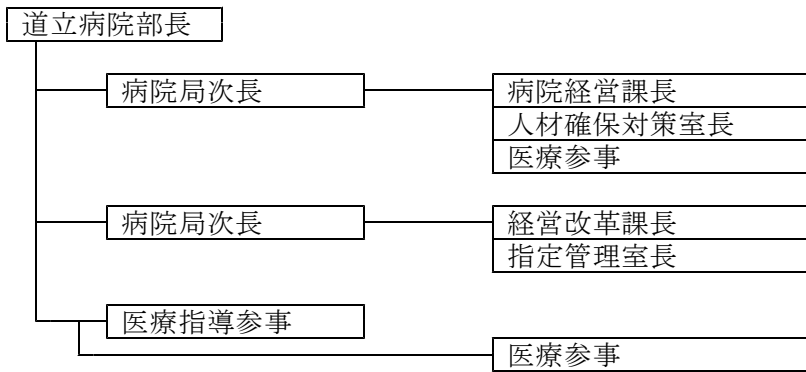 道立病院部長
病院局次長 病院経営課長
人材確保対策室長
医療参事
病院局次長 経営改革課長
指定管理室長
医療指導参事
医療参事